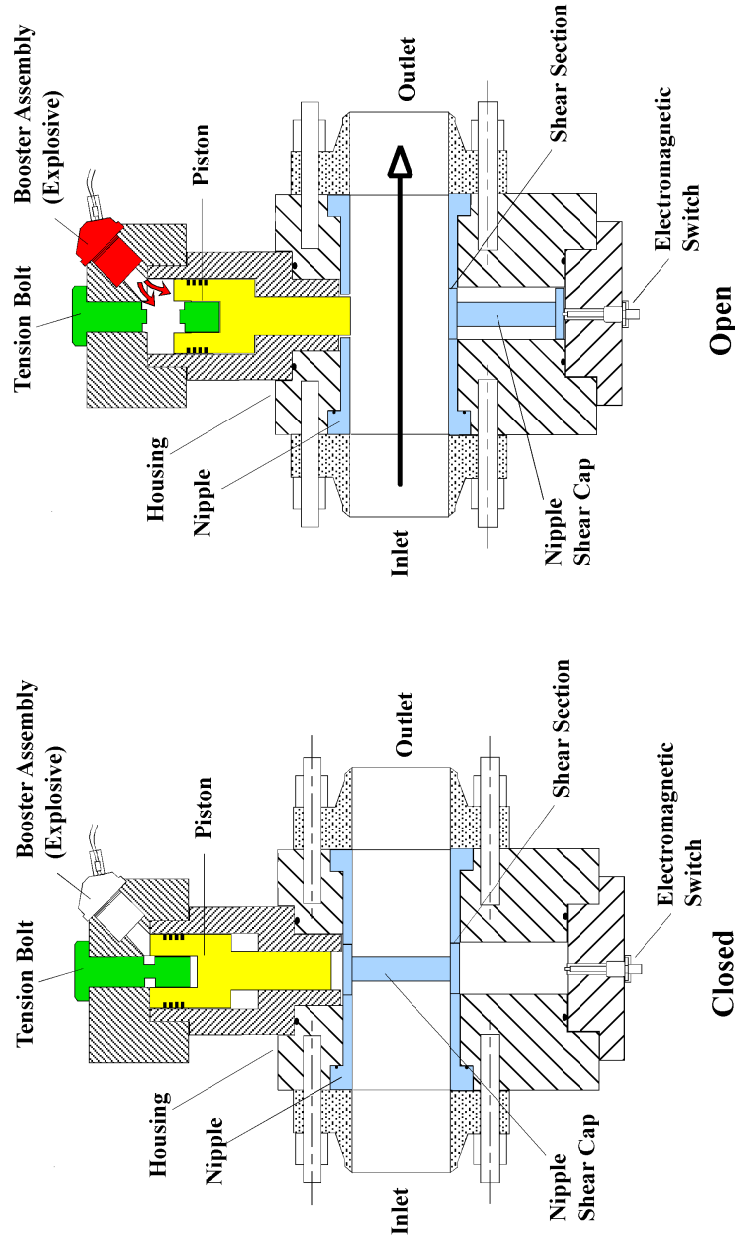 Tension Bolt
Booster Assembly
(Explosive)
Piston
Housing
Nipple
Inlet
Outlet
Shear Section
Nipple
Shear Cap
Electromagnetic
Switch
Closed
Tension Bolt
Booster Assembly
(Explosive)
Piston
Housing
Nipple
Inlet
Outlet
Shear Section
Nipple
Shear Cap
Electromagnetic
Switch
Open